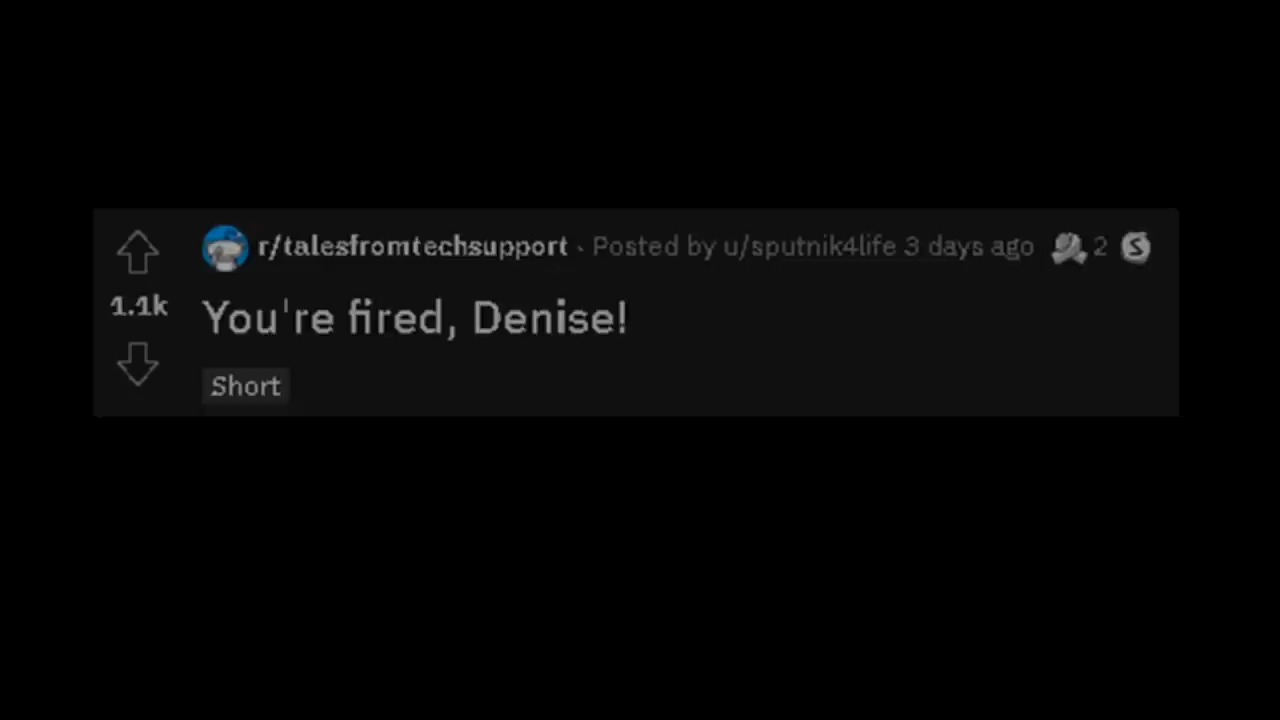 r/talesfromtechsupport · Posted by u/sputnik4life 3 days ago 2 S
1.1k
You're fired, Denise!
Short